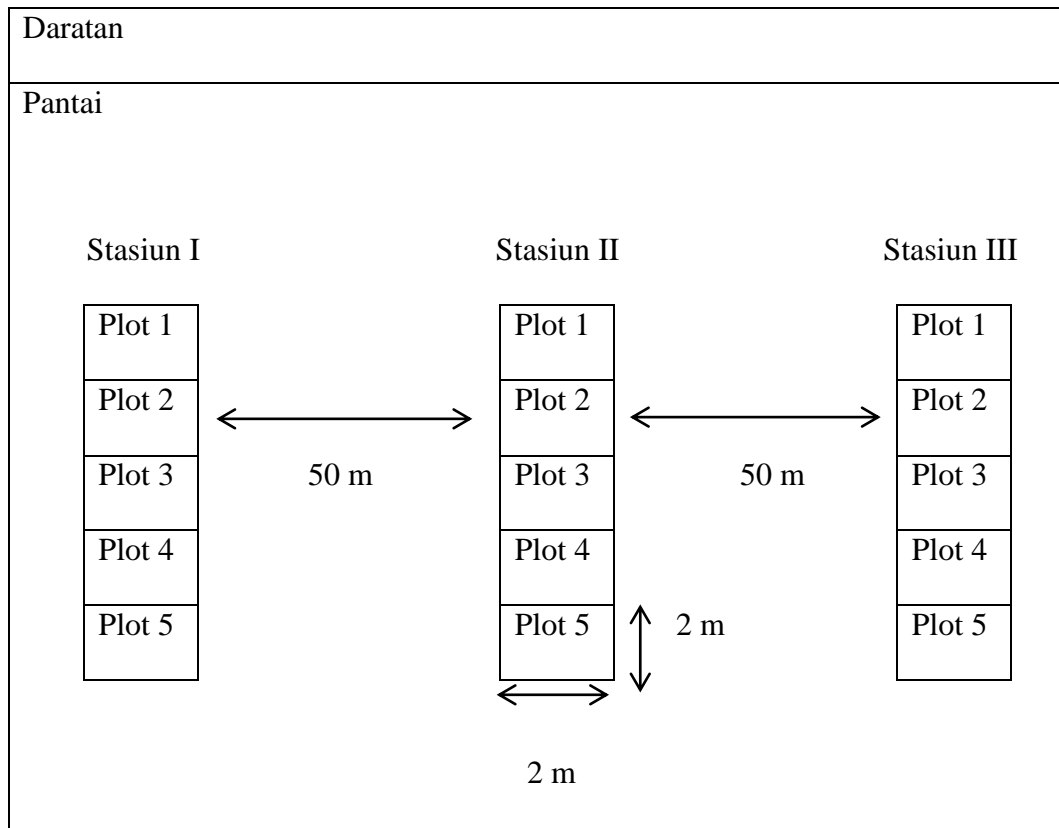 Daratan
Pantai
Stasiun I Stasiun II Stasiun III
Plot 1 Plot 1 Plot 1
Plot 2 Plot 2 Plot 2
Plot 3 50 m Plot 3 50 m Plot 3
Plot 4 Plot 4 Plot 4
Plot 5 Plot 5 2 m Plot 5
2 m